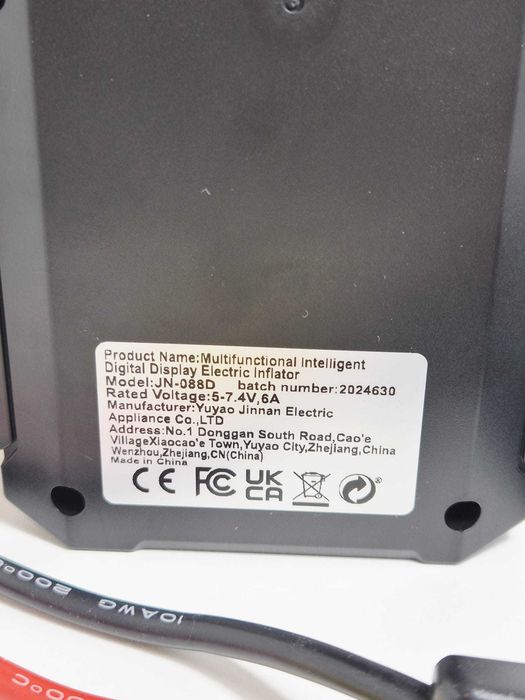 Product Name:Multifunctional Intelligent
Digital Display Electric Inflator
Model:JN-088D batch number:2024630
Rated Voltage:5-7.4V,6A
Manufacturer:Yuyao Jinnan Electric
Appliance Co.,LTD
Address:No.1 Donggan South Road,Cao'e
VillageXiaocao'e Town,Yuyao City,Zhejiang,China
Wenzhou,Zhejiang,CN(China)
Made in China
CE FC UK
CA
10AWG 200°
00°C